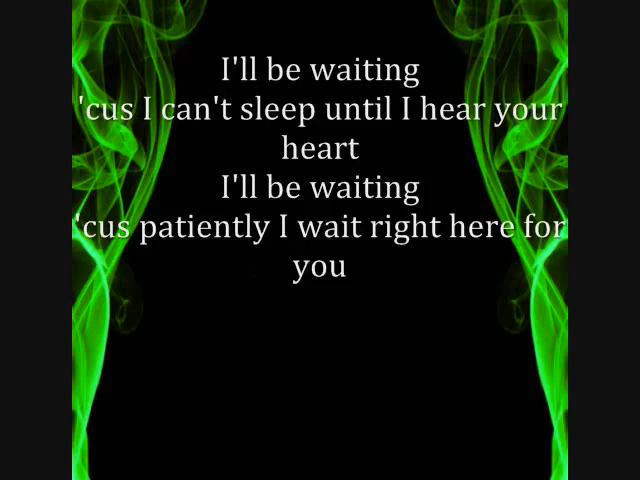 I'll be waiting
'cus I can't sleep until I hear your
heart
I'll be waiting
'cus patiently I wait right here for
you